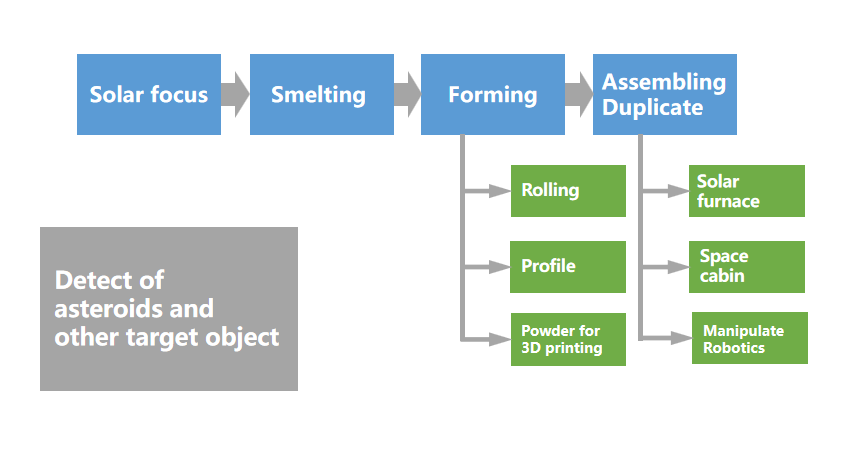 Solar focus
Smelting
Forming
Assembling
Duplicate
Rolling
Profile
Powder for
3D printing
Solar
furnace
Space
cabin
Manipulate
Robotics
Detect of
asteroids and
other target object